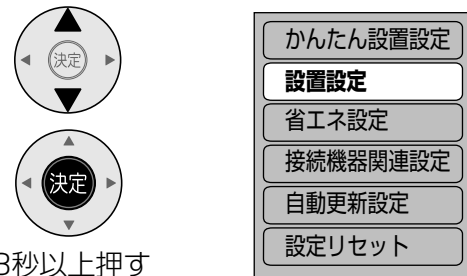 決定
決定
3秒以上押す
かんたん設置設定
設置設定
省エネ設定
接続機器関連設定
自動更新設定
設定リセット